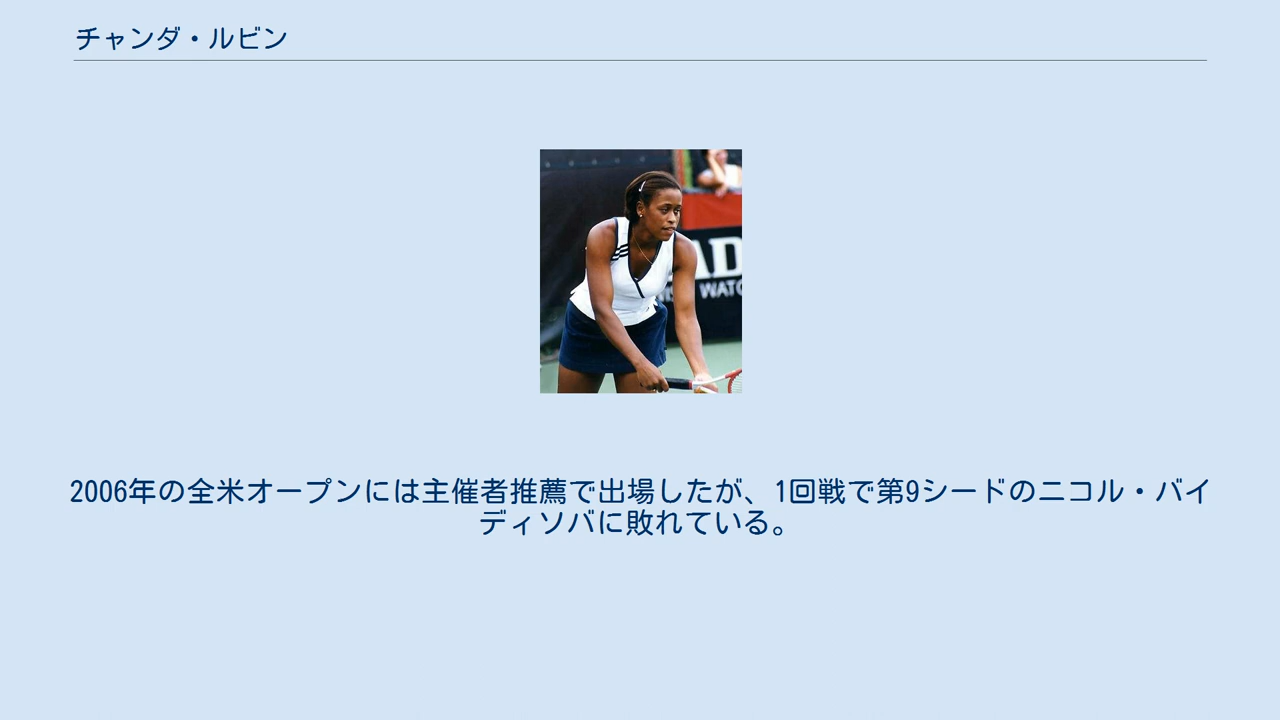 チャンダ・ルビン
AD
WATC
2006年の全米オープンには主催者推薦で出場したが、1回戦で第9シードのニコル・バイ
ディソバに敗れている。